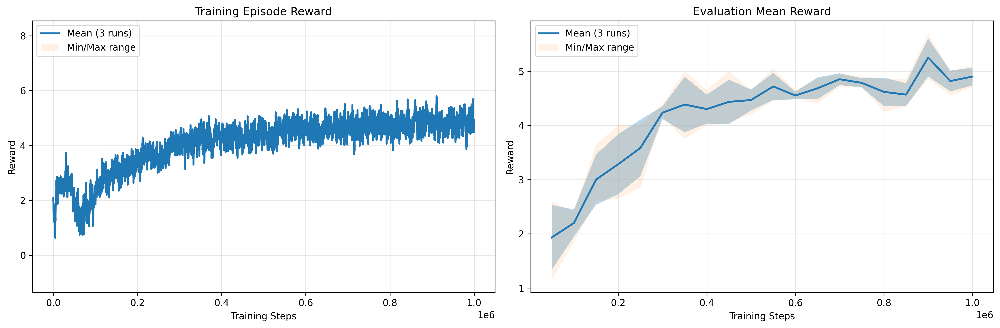 Training Episode Reward
Mean (3 runs)
Min/Max range
8
6
4
2
0
Reward
0.0 0.2 0.4 0.6 0.8 1.0
1e6
Training Steps
Evaluation Mean Reward
Mean (3 runs)
Min/Max range
5
4
3
2
1
Reward
0.2 0.4 0.6 0.8 1.0
1e6
Training Steps